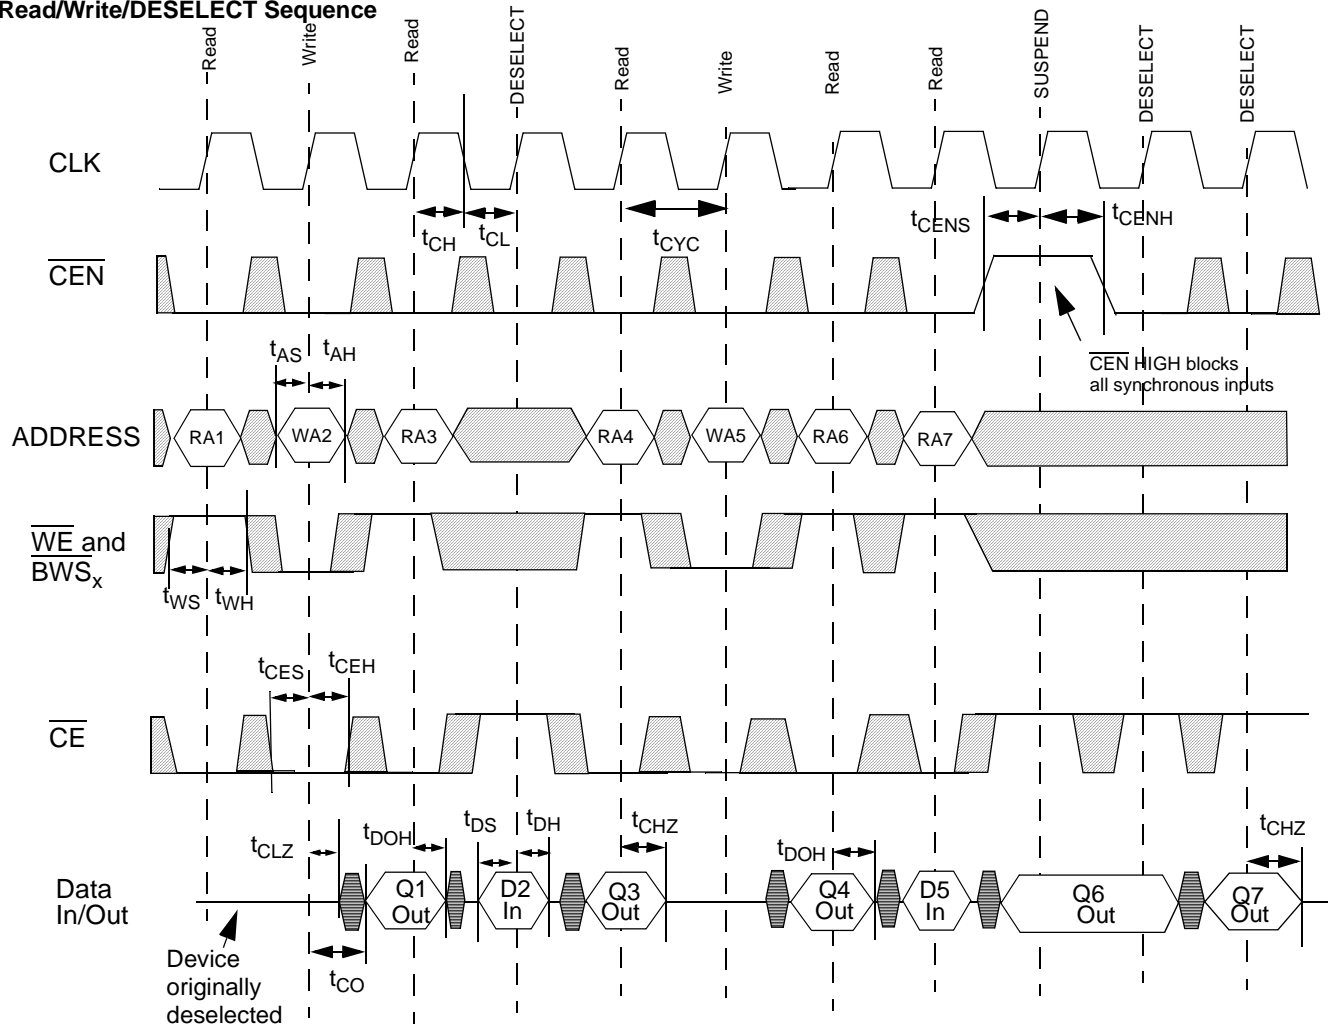 Read/Write/DESELECT Sequence
Read
Write
Read
DESELECT
Read
Write
Read
Read
SUSPEND
DESELECT
DESELECT
CLK
tCH
tCL
tCYC
tCENS
tCENH
CEN
CEN HIGH blocks
all synchronous inputs
tAS
tAH
ADDRESS
RA1
WA2
RA3
RA4
WA5
RA6
RA7
WE and
BWSx
tWS
tWH
tCES
tCEH
CE
tCLZ
tDOH
tDS
tDH
tCHZ
tDOH
tCHZ
Data
In/Out
Q1
Out
D2
In
Q3
Out
Q4
Out
D5
In
Q6
Out
Q7
Out
tCO
Device
originally
deselected